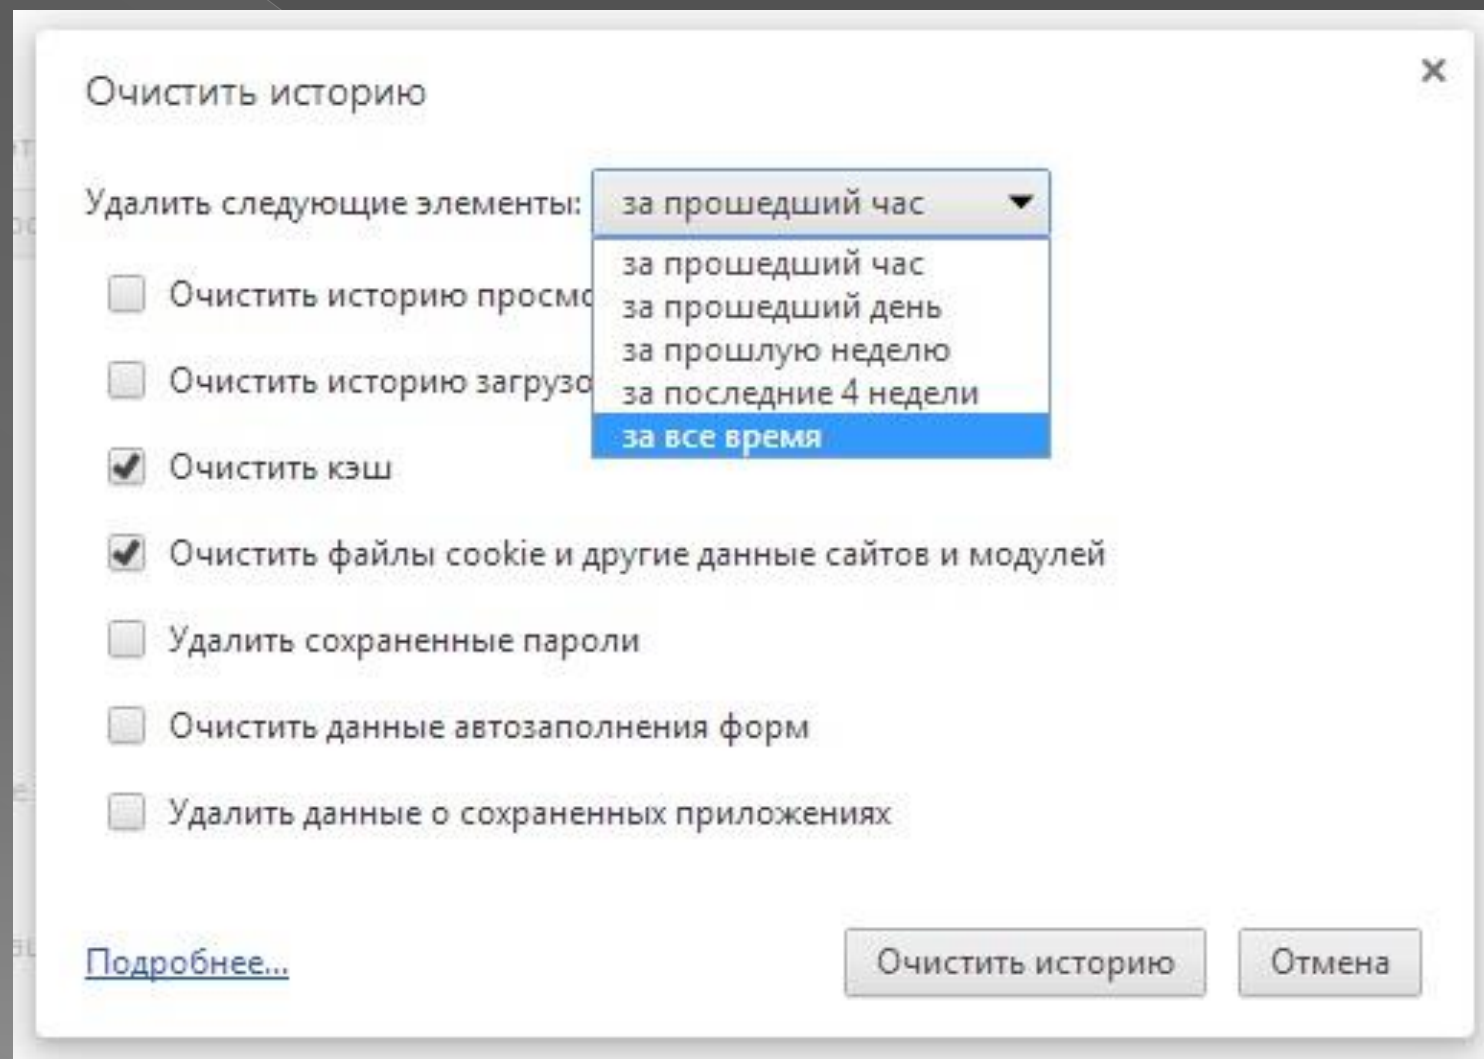 Очистить историю
Удалить следующие элементы: за прошедший час
за прошедший час
за прошедший день
за прошлую неделю
за последние 4 недели
за все время
Очистить историю
Очистить историю
Очистить кэш
Очистить файлы cookie и другие данные сайтов и модулей
Удалить сохраненные пароли
Очистить данные автозаполнения форм
Удалить данные о сохраненных приложениях
Подробнее...
Очистить историю
Отмена